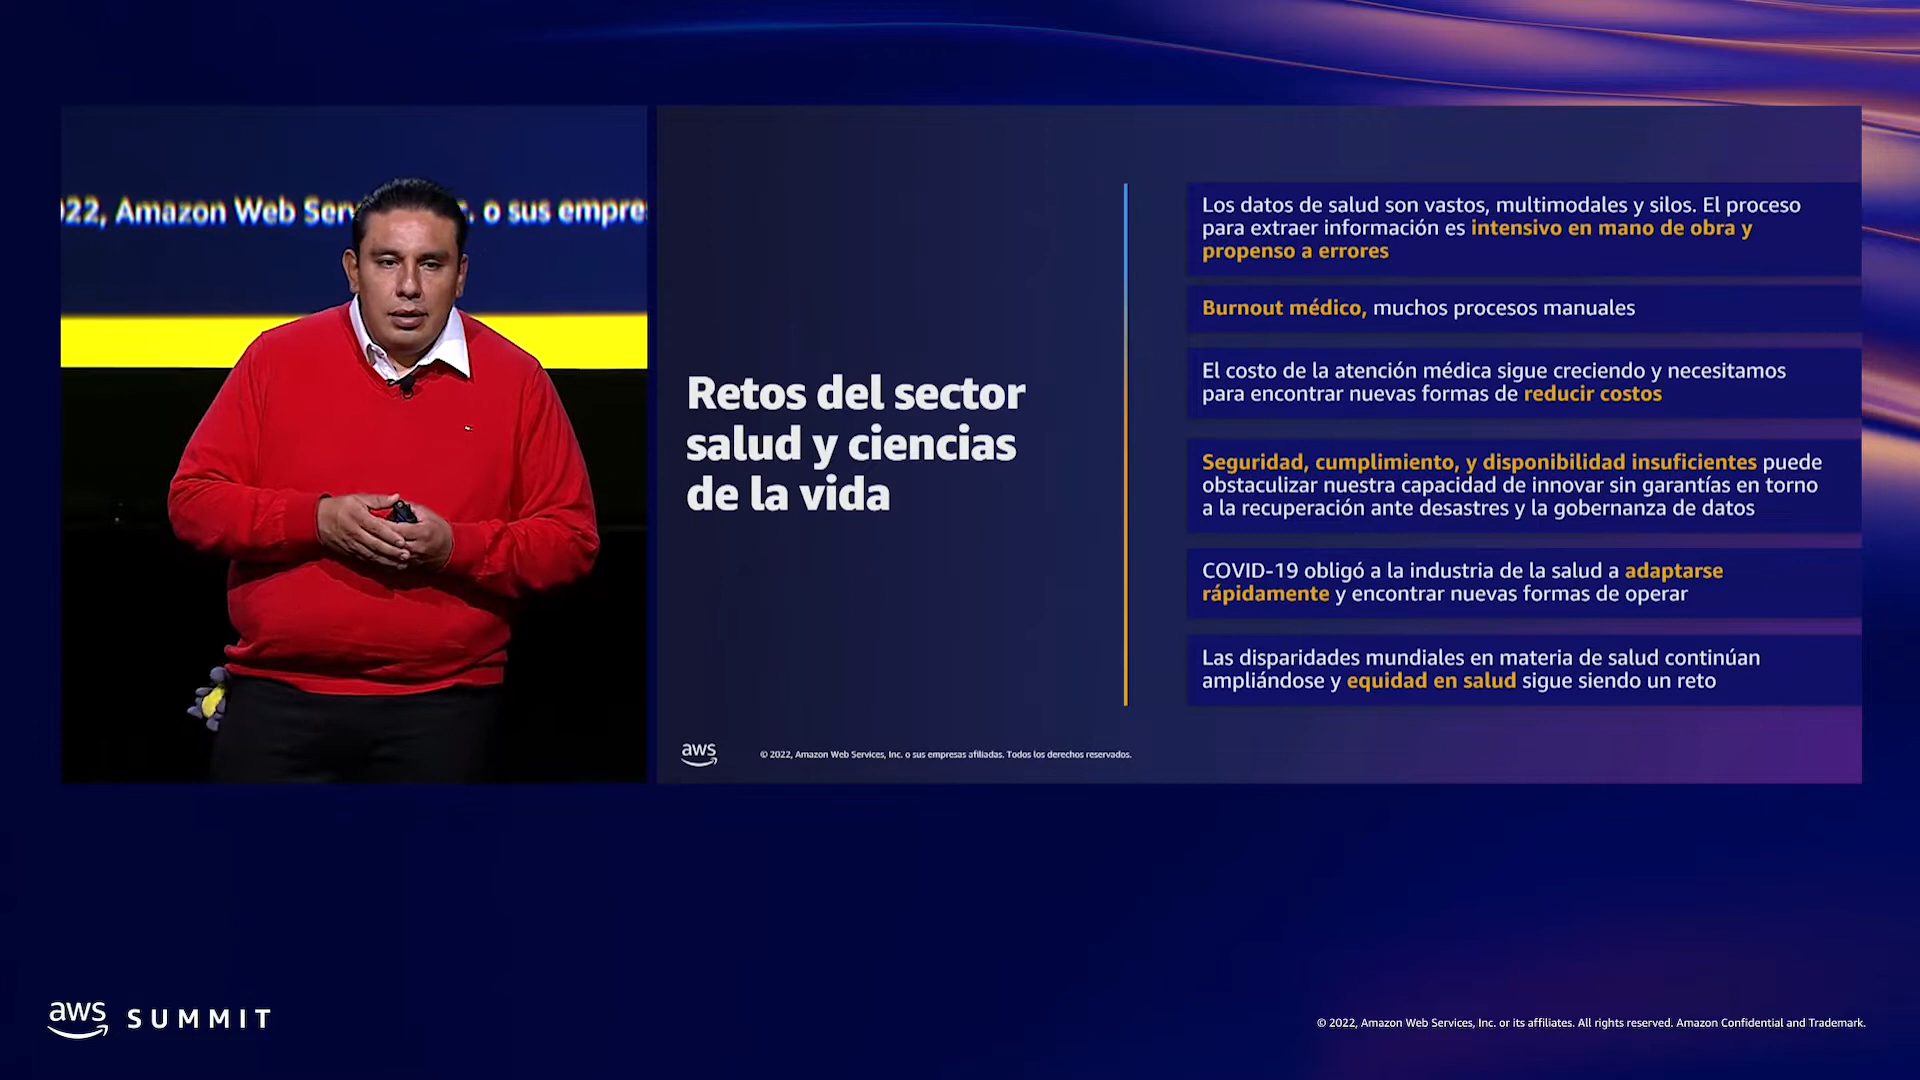 022, Amazon Web Ser c. o sus empre
Retos del sector
salud y ciencias
de la vida
Los datos de salud son vastos, multimodales y silos. El proceso
para extraer información es intensivo en mano de obra y
propenso a errores
Burnout médico, muchos procesos manuales
El costo de la atención médica sigue creciendo y necesitamos
para encontrar nuevas formas de reducir costos
Seguridad, cumplimiento, y disponibilidad insuficientes puede
obstaculizar nuestra capacidad de innovar sin garantías en torno
a la recuperación ante desastres y la gobernanza de datos
COVID-19 obligó a la industria de la salud a adaptarse
rápidamente y encontrar nuevas formas de operar
Las disparidades mundiales en materia de salud continúan
ampliándose y equidad en salud sigue siendo un reto
aws
© 2022, Amazon Web Services, Inc. o sus empresas afiliadas. Todos los derechos reservados.
aws SUMMIT
© 2022, Amazon Web Services, Inc. or its affiliates. All rights reserved. Amazon Confidential and Trademark.